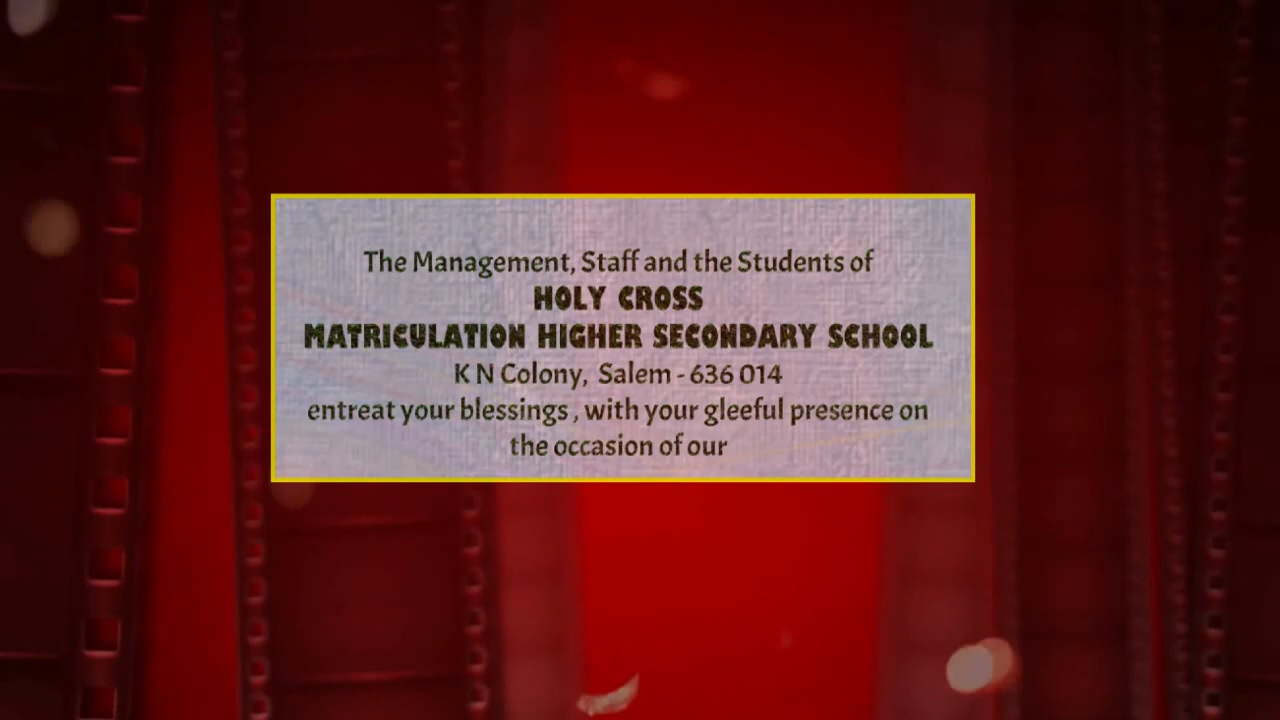 The Management, Staff and the Students of
HOLY CROSS
MATRICULATION HIGHER SECONDARY SCHOOL
K N Colony, Salem - 636 014
entreat your blessings , with your gleeful presence on
the occasion of our